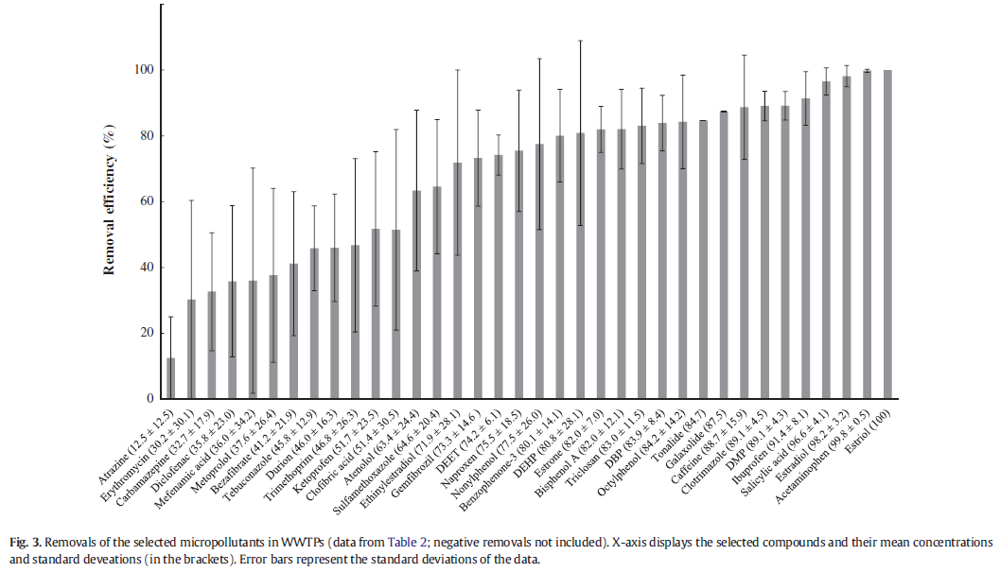 Removal efficiency (%)
100
80
60
40
20
0
Atrazine (12.5 ± 12.5)
Erythromycin (30.2 ± 30.1)
Carbamazepine (32.7 ± 17.9)
Diclofenac (35.8 ± 23.0)
Mefenamic acid (36.0 ± 34.2)
Metoprolol (37.6 ± 26.4)
Bezafibrate (41.2 ± 21.9)
Tebuconazole (45.8 ± 12.9)
Durion (46.0 ± 16.3)
Trimethoprim (46.8 ± 26.3)
Ketoprofen (51.7 ± 23.5)
Clofibric acid (51.4 ± 30.5)
Atenolol (63.4 ± 24.4)
Sulfamethoxazole (64.6 ± 20.4)
Ethinylestradiol (71.9 ± 28.1)
Gemfibrozil (73.3 ± 14.6)
DEET (74.2 ± 6.1)
Naproxen (75.5 ± 18.5)
Nonylphenol (77.5 ± 26.0)
Benzophenone-3 (80.1 ± 14.1)
DEHP (80.8 ± 28.1)
Estrone (82.0 ± 7.0)
Bisphenol A (82.0 ± 12.1)
Triclosan (83.0 ± 11.5)
DBP (83.9 ± 8.4)
Octylphenol (84.2 ± 14.2)
Tonalide (84.7)
Galaxolide (87.5)
Caffeine (88.7 ± 15.9)
Clotrimazole (89.1 ± 4.5)
DMP (89.1 ± 4.3)
Ibuprofen (91.4 ± 8.1)
Salicylic acid (96.6 ± 4.1)
Estradiol (98.2 ± 3.2)
Acetaminophen (99.8 ± 0.5)
Estriol (100)
Fig. 3. Removals of the selected micropollutants in WWTPs (data from Table 2; negative removals not included). X-axis displays the selected compounds and their mean concentrations
and standard deveations (in the brackets). Error bars represent the standard deviations of the data.